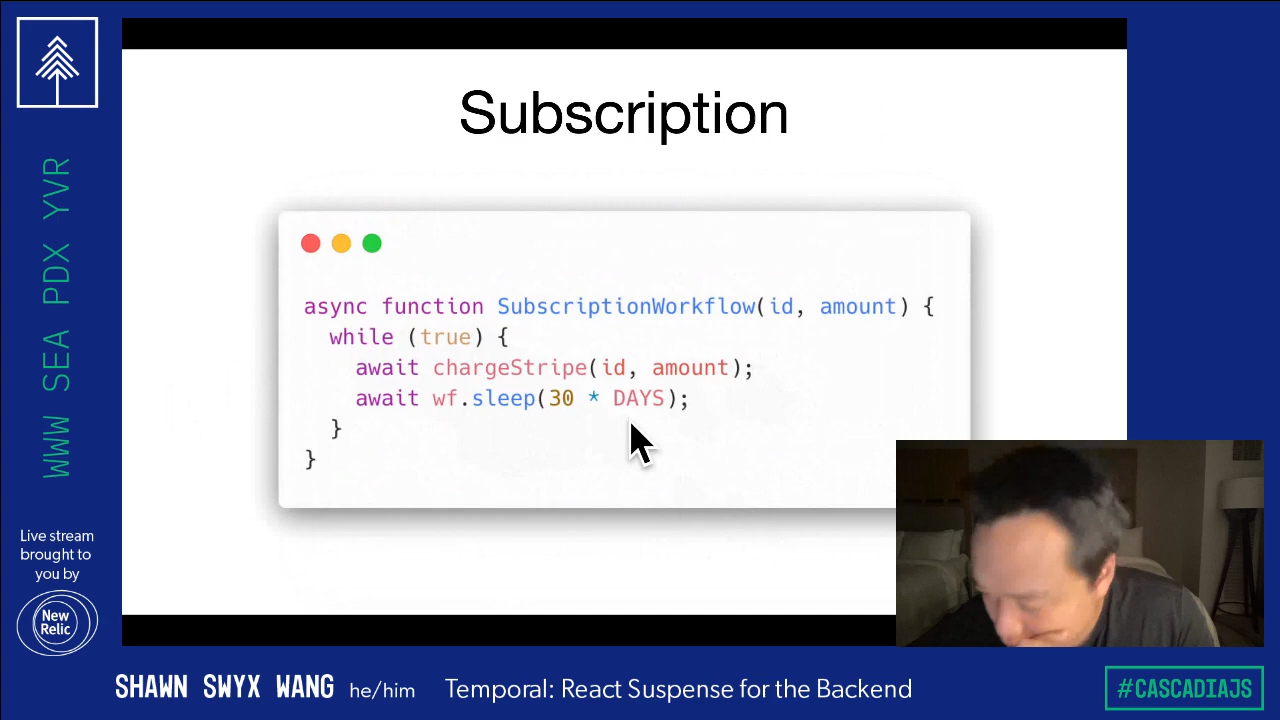 Subscription
async function SubscriptionWorkflow(id, amount) {
  while (true) {
    await chargeStripe(id, amount);
    await wf.sleep(30 * DAYS);
  }
}
WWW SEA PDX YVR
Live stream
brought to
you by
New
Relic
SHAWN SWYX WANG he/him Temporal: React Suspense for the Backend
#CASCADIAJS